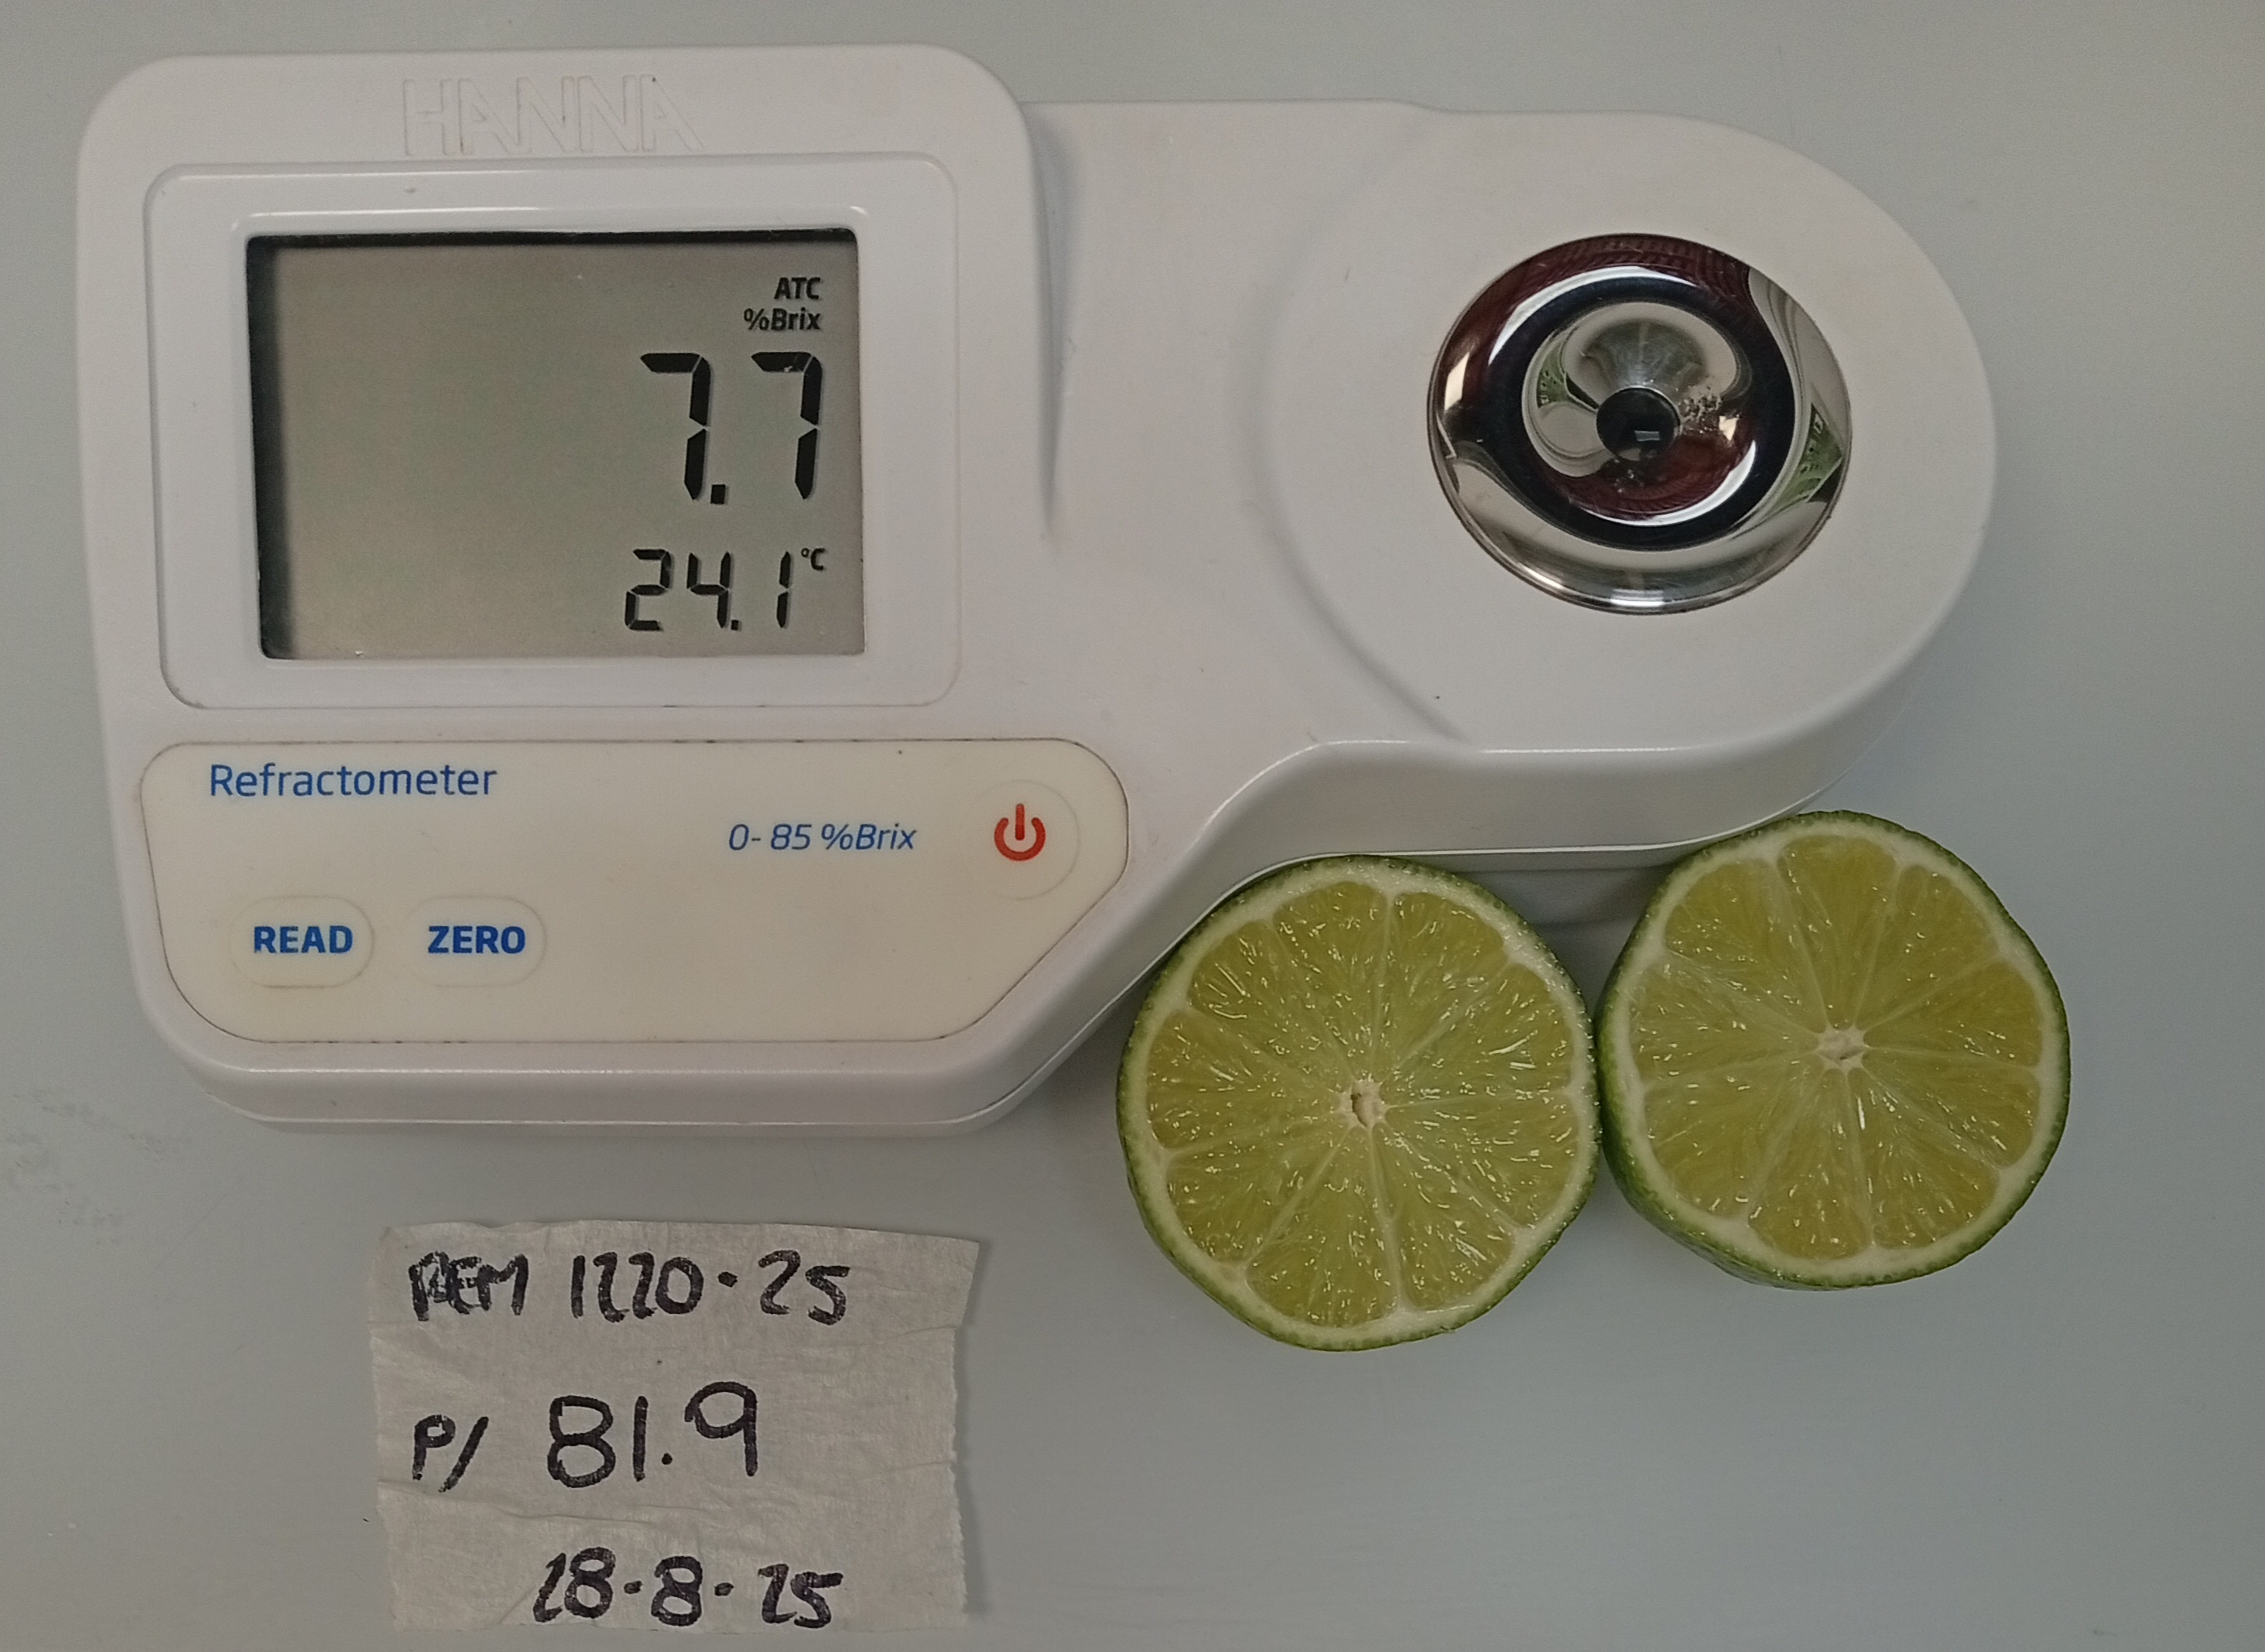 HANNA
ATC
%Brix
7.7
24.1 °C
Refractometer
0-85 %Brix
READ ZERO
REM 1220-25
P/ 81.9
28-8-25